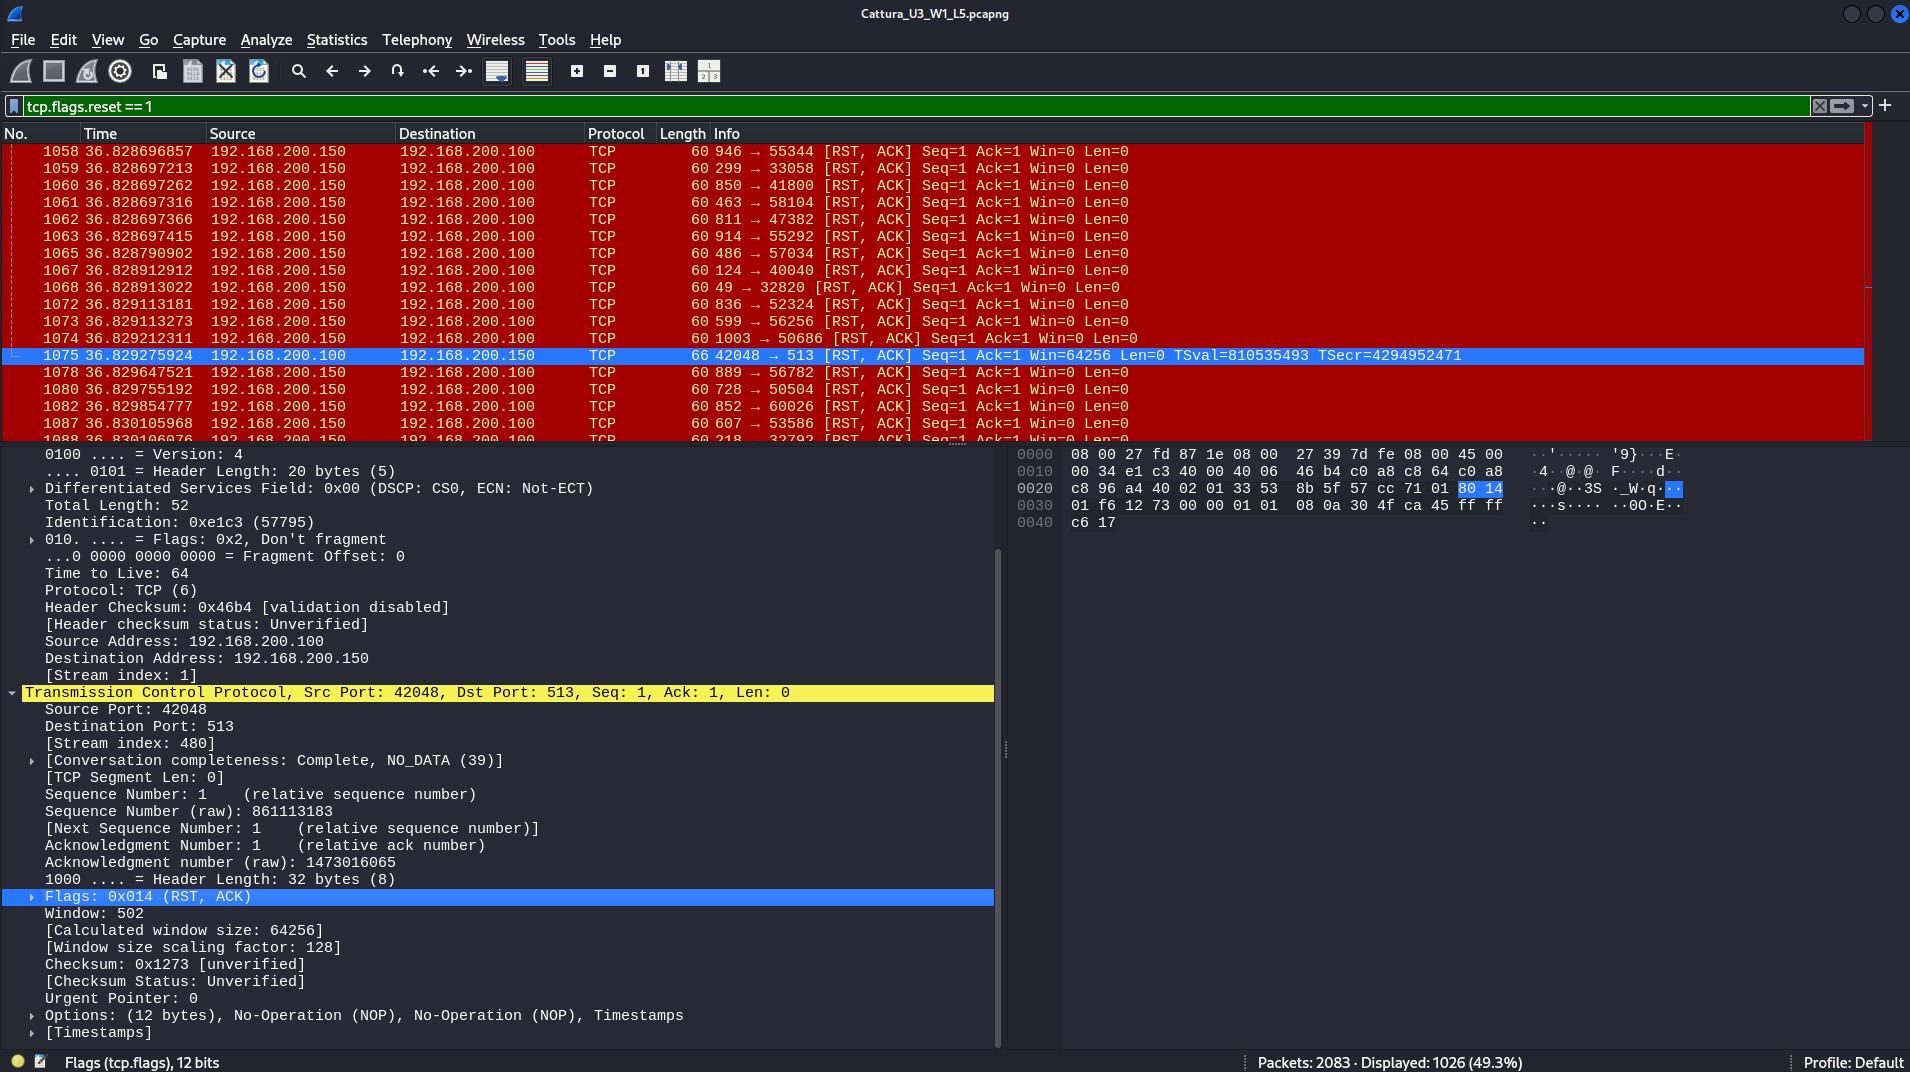 Cattura_U3_W1_L5.pcapng
File Edit View Go Capture Analyze Statistics Telephony Wireless Tools Help
tcp.flags.reset == 1
No. Time Source Destination Protocol Length Info
1058 36.828696857 192.168.200.150 192.168.200.100 TCP 60 946 → 55344 [RST, ACK] Seq=1 Ack=1 Win=0 Len=0
1059 36.828697213 192.168.200.150 192.168.200.100 TCP 60 299 → 33058 [RST, ACK] Seq=1 Ack=1 Win=0 Len=0
1060 36.828697262 192.168.200.150 192.168.200.100 TCP 60 850 → 41800 [RST, ACK] Seq=1 Ack=1 Win=0 Len=0
1061 36.828697316 192.168.200.150 192.168.200.100 TCP 60 463 → 58104 [RST, ACK] Seq=1 Ack=1 Win=0 Len=0
1062 36.828697366 192.168.200.150 192.168.200.100 TCP 60 811 → 47382 [RST, ACK] Seq=1 Ack=1 Win=0 Len=0
1063 36.828697415 192.168.200.150 192.168.200.100 TCP 60 914 → 55292 [RST, ACK] Seq=1 Ack=1 Win=0 Len=0
1065 36.828790902 192.168.200.150 192.168.200.100 TCP 60 486 → 57034 [RST, ACK] Seq=1 Ack=1 Win=0 Len=0
1067 36.828912912 192.168.200.150 192.168.200.100 TCP 60 124 → 40040 [RST, ACK] Seq=1 Ack=1 Win=0 Len=0
1068 36.828913022 192.168.200.150 192.168.200.100 TCP 60 49 → 32820 [RST, ACK] Seq=1 Ack=1 Win=0 Len=0
1072 36.829113181 192.168.200.150 192.168.200.100 TCP 60 836 → 52324 [RST, ACK] Seq=1 Ack=1 Win=0 Len=0
1073 36.829113273 192.168.200.150 192.168.200.100 TCP 60 599 → 56256 [RST, ACK] Seq=1 Ack=1 Win=0 Len=0
1074 36.829212311 192.168.200.150 192.168.200.100 TCP 60 1003 → 50686 [RST, ACK] Seq=1 Ack=1 Win=0 Len=0
1075 36.829275924 192.168.200.100 192.168.200.150 TCP 66 42048 → 513 [RST, ACK] Seq=1 Ack=1 Win=64256 Len=0 TSval=810535493 TSecr=4294952471
1078 36.829647521 192.168.200.150 192.168.200.100 TCP 60 889 → 56782 [RST, ACK] Seq=1 Ack=1 Win=0 Len=0
1080 36.829755192 192.168.200.150 192.168.200.100 TCP 60 728 → 50504 [RST, ACK] Seq=1 Ack=1 Win=0 Len=0
1082 36.829854777 192.168.200.150 192.168.200.100 TCP 60 852 → 60026 [RST, ACK] Seq=1 Ack=1 Win=0 Len=0
1087 36.830105968 192.168.200.150 192.168.200.100 TCP 60 607 → 53586 [RST, ACK] Seq=1 Ack=1 Win=0 Len=0
1088 36.830106076 192.168.200.150 192.168.200.100 TCP 60 218 → 32792 [RST, ACK] Seq=1 Ack=1 Win=0 Len=0
0100 .... = Version: 4
.... 0101 = Header Length: 20 bytes (5)
Differentiated Services Field: 0x00 (DSCP: CS0, ECN: Not-ECT)
Total Length: 52
Identification: 0xe1c3 (57795)
010. .... = Flags: 0x2, Don't fragment
...0 0000 0000 0000 = Fragment Offset: 0
Time to Live: 64
Protocol: TCP (6)
Header Checksum: 0x46b4 [validation disabled]
[Header checksum status: Unverified]
Source Address: 192.168.200.100
Destination Address: 192.168.200.150
[Stream index: 1]
Transmission Control Protocol, Src Port: 42048, Dst Port: 513, Seq: 1, Ack: 1, Len: 0
Source Port: 42048
Destination Port: 513
[Stream index: 480]
[Conversation completeness: Complete, NO_DATA (39)]
[TCP Segment Len: 0]
Sequence Number: 1 (relative sequence number)
Sequence Number (raw): 861113183
[Next Sequence Number: 1 (relative sequence number)]
Acknowledgment Number: 1 (relative ack number)
Acknowledgment number (raw): 1473016065
1000 .... = Header Length: 32 bytes (8)
Flags: 0x014 (RST, ACK)
Window: 502
[Calculated window size: 64256]
[Window size scaling factor: 128]
Checksum: 0x1273 [unverified]
[Checksum Status: Unverified]
Urgent Pointer: 0
Options: (12 bytes), No-Operation (NOP), No-Operation (NOP), Timestamps
[Timestamps]
0000 08 00 27 fd 87 1e 08 00 27 39 7d fe 08 00 45 00 ··'····· '9}···E·
0010 00 34 e1 c3 40 00 40 06 46 b4 c0 a8 c8 64 c0 a8 ·4··@·@· F····d··
0020 c8 96 a4 40 02 01 33 53 8b 5f 57 cc 71 01 80 14 ···@··3S ·_W·q···
0030 01 f6 12 73 00 00 01 01 08 0a 30 4f ca 45 ff ff ···s···· ··0O·E··
0040 c6 17 ··
Flags (tcp.flags), 12 bits
Packets: 2083 · Displayed: 1026 (49.3%)
Profile: Default